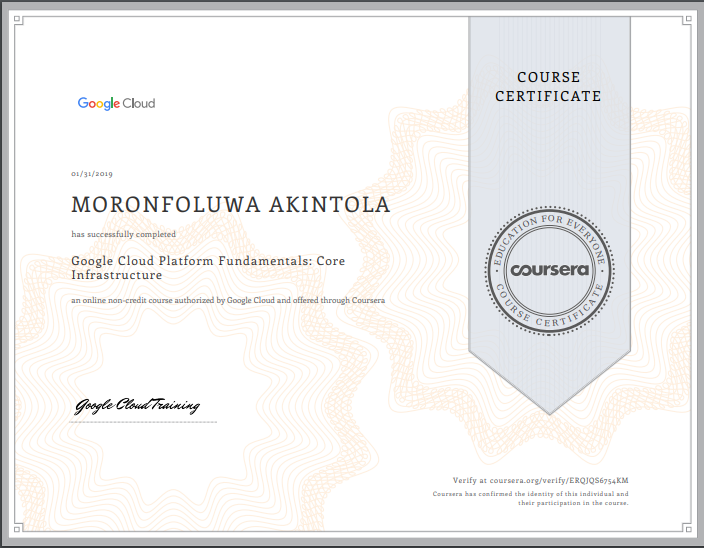 Google Cloud
COURSE
CERTIFICATE
01/31/2019
MORONFOLUWA AKINTOLA
has successfully completed
Google Cloud Platform Fundamentals: Core
Infrastructure
an online non-credit course authorized by Google Cloud and offered through Coursera
EDUCATION FOR EVERYONE
coursera
COURSE CERTIFICATE
Google Cloud Training
Verify at coursera.org/verify/ERQJQS6754KM
Coursera has confirmed the identity of this individual and
their participation in the course.